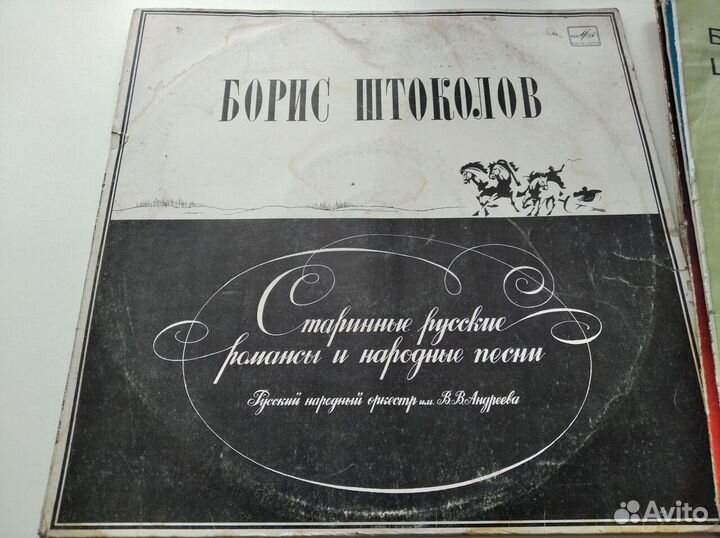 БОРИС ШТОКОЛОВ
Старинные русские
романсы и народные песни
Русский народный оркестр им. В. В. Андреева
Б
Avito